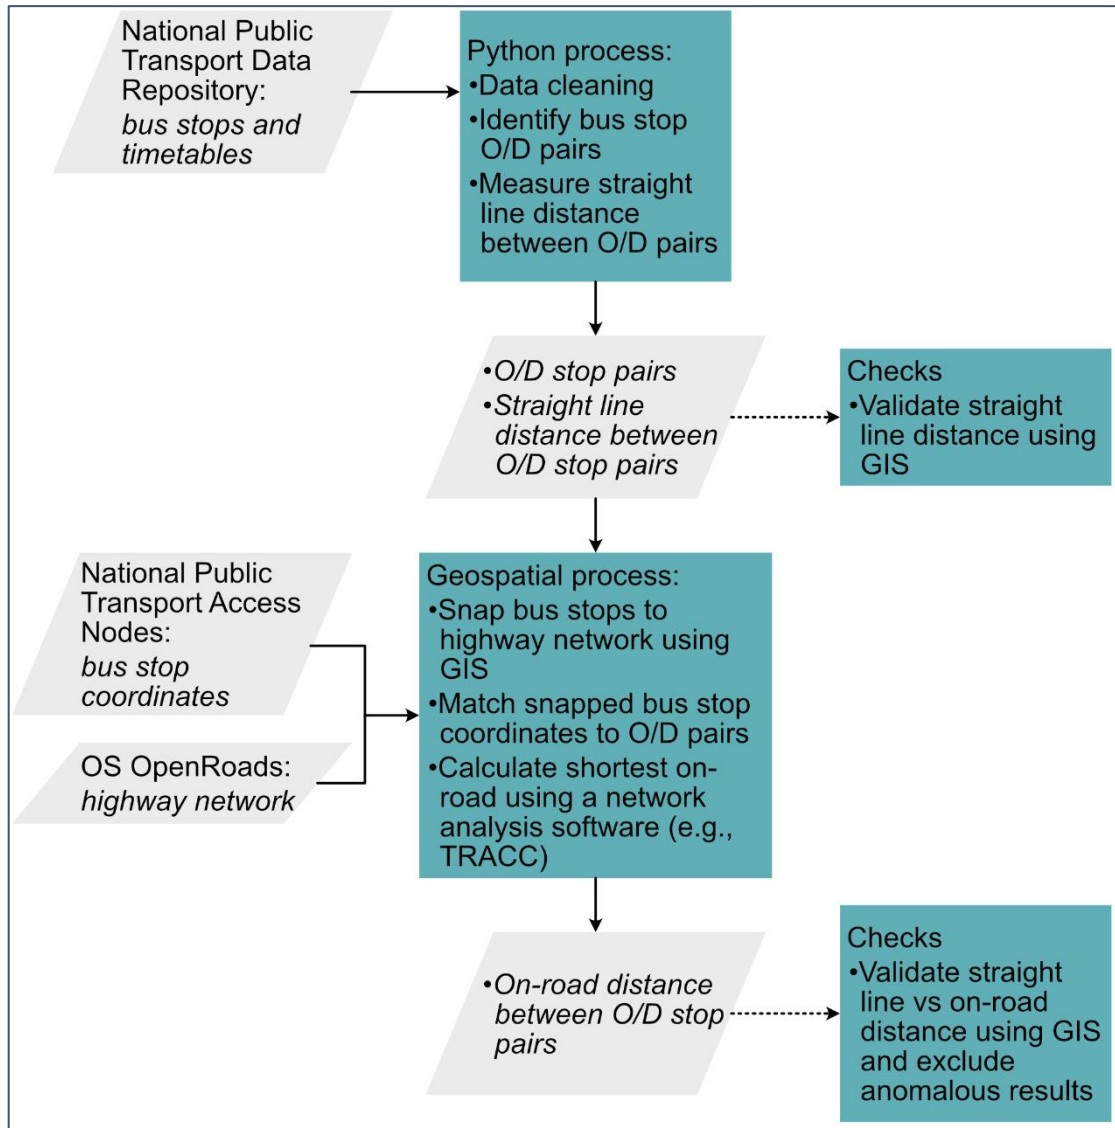 National Public
Transport Data
Repository:
bus stops and
timetables
Python process:
•Data cleaning
•Identify bus stop
O/D pairs
•Measure straight
line distance
between O/D pairs
•O/D stop pairs
•Straight line
distance between
O/D stop pairs
Checks
•Validate straight
line distance using
GIS
National Public
Transport Access
Nodes:
bus stop
coordinates
OS OpenRoads:
highway network
Geospatial process:
•Snap bus stops to
highway network using
GIS
•Match snapped bus stop
coordinates to O/D pairs
•Calculate shortest on-
road using a network
analysis software (e.g.,
TRACC)
•On-road distance
between O/D stop
pairs
Checks
•Validate straight
line vs on-road
distance using GIS
and exclude
anomalous results